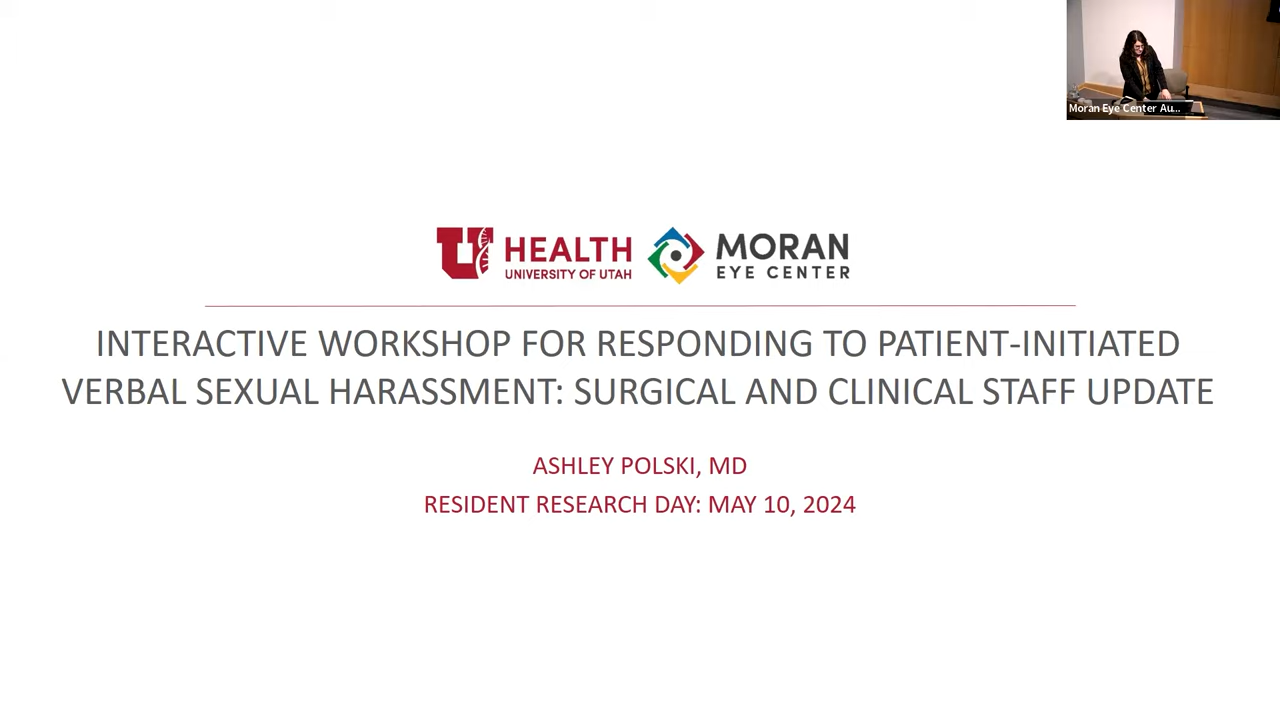 Moran Eye Center Au...
U HEALTH
UNIVERSITY OF UTAH
MORAN
EYE CENTER
INTERACTIVE WORKSHOP FOR RESPONDING TO PATIENT-INITIATED
VERBAL SEXUAL HARASSMENT: SURGICAL AND CLINICAL STAFF UPDATE
ASHLEY POLSKI, MD
RESIDENT RESEARCH DAY: MAY 10, 2024